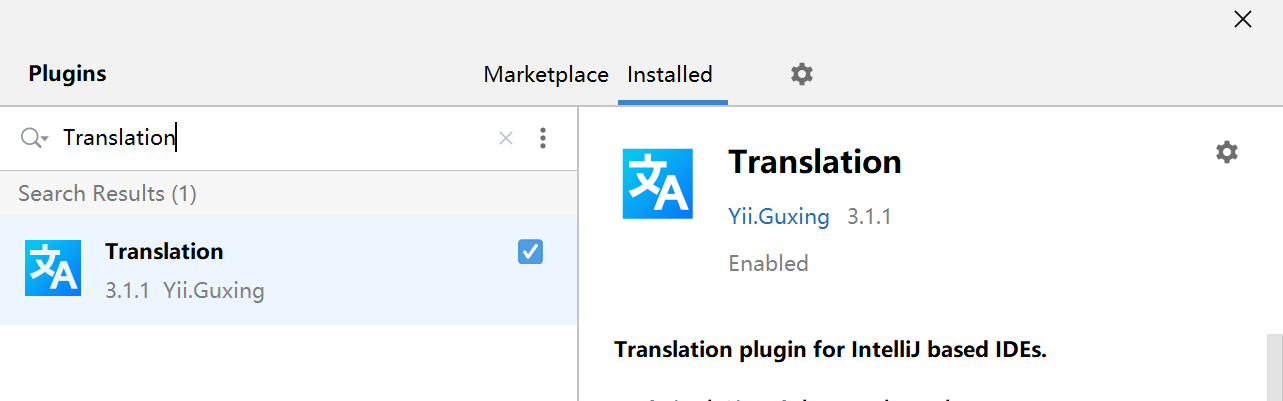 Plugins
Marketplace Installed
Translation
Search Results (1)
Translation
3.1.1 Yii.Guxing
文A
Translation
Yii.Guxing 3.1.1
Enabled
文A
Translation plugin for IntelliJ based IDEs.